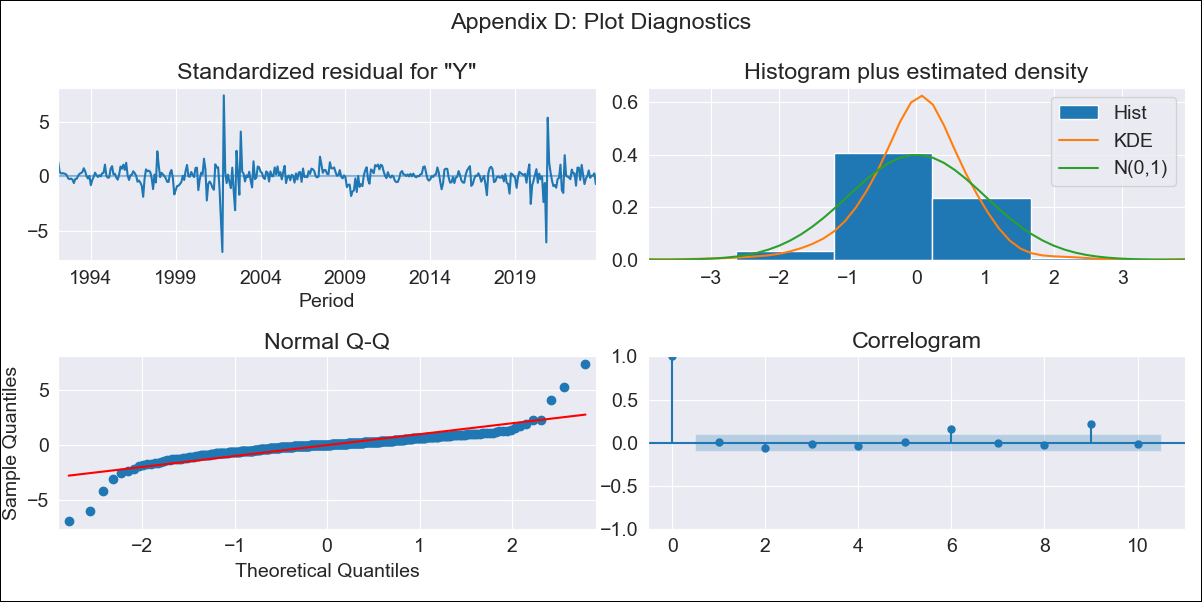 Appendix D: Plot Diagnostics
Standardized residual for "Y"
5
0
−5
1994 1999 2004 2009 2014 2019
Period
Histogram plus estimated density
0.6
0.4
0.2
0.0
−3 −2 −1 0 1 2 3
Hist
KDE
N(0,1)
Normal Q-Q
Sample Quantiles
5
0
−5
−2 −1 0 1 2
Theoretical Quantiles
Correlogram
1.0
0.5
0.0
−0.5
−1.0
0 2 4 6 8 10